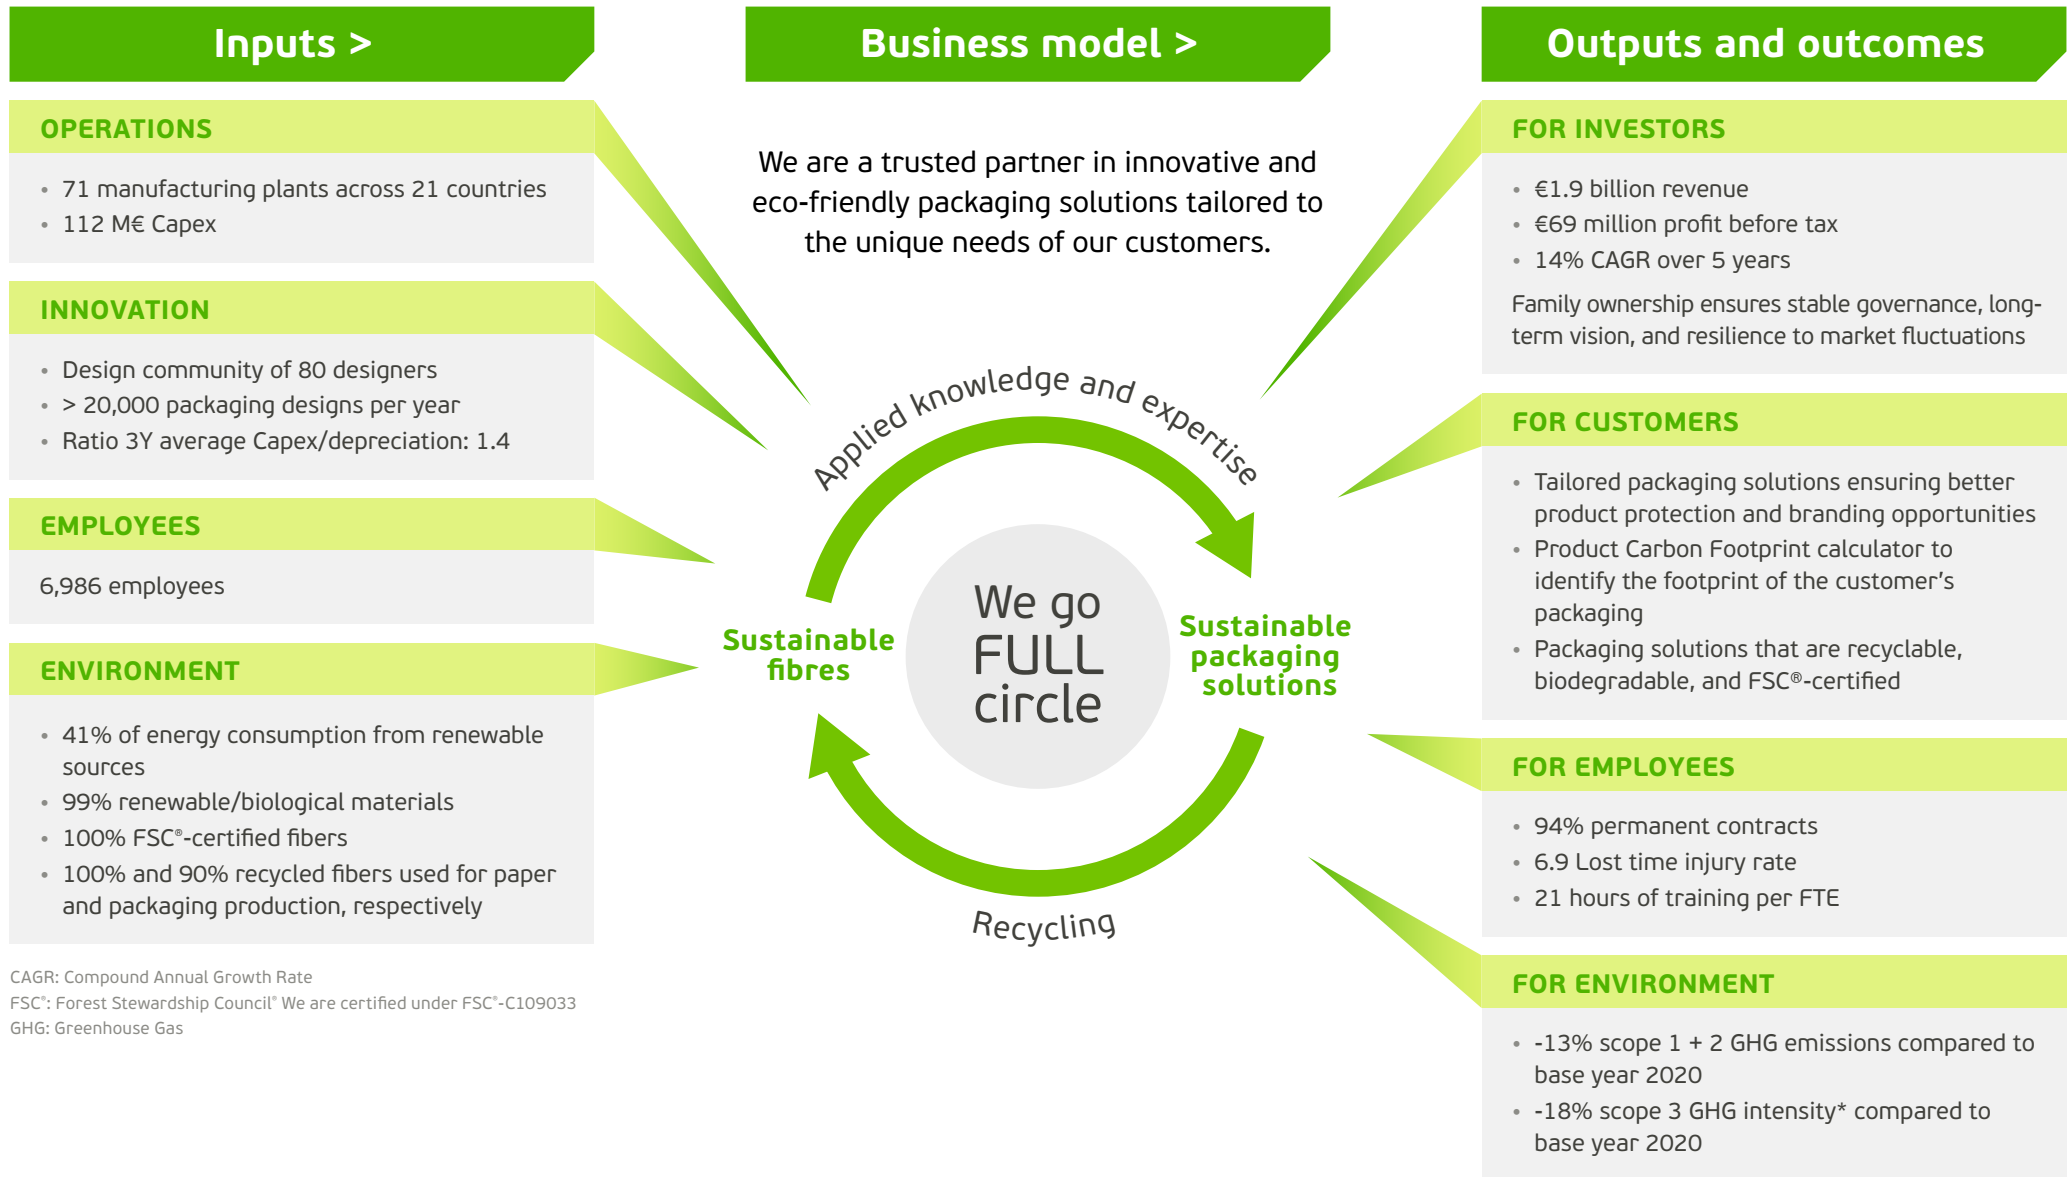 Inputs >
OPERATIONS
• 71 manufacturing plants across 21 countries
• 112 M€ Capex
INNOVATION
• Design community of 80 designers
• > 20,000 packaging designs per year
• Ratio 3Y average Capex/depreciation: 1.4
EMPLOYEES
6,986 employees
ENVIRONMENT
• 41% of energy consumption from renewable
sources
• 99% renewable/biological materials
• 100% FSC®-certified fibers
• 100% and 90% recycled fibers used for paper
and packaging production, respectively
CAGR: Compound Annual Growth Rate
FSC®: Forest Stewardship Council® We are certified under FSC®-C109033
GHG: Greenhouse Gas
Business model >
We are a trusted partner in innovative and
eco-friendly packaging solutions tailored to
the unique needs of our customers.
Applied knowledge and expertise
Sustainable
fibres
We go
FULL
circle
Sustainable
packaging
solutions
Recycling
Outputs and outcomes
FOR INVESTORS
• €1.9 billion revenue
• €69 million profit before tax
• 14% CAGR over 5 years
Family ownership ensures stable governance, long-
term vision, and resilience to market fluctuations
FOR CUSTOMERS
• Tailored packaging solutions ensuring better
product protection and branding opportunities
• Product Carbon Footprint calculator to
identify the footprint of the customer's
packaging
• Packaging solutions that are recyclable,
biodegradable, and FSC®-certified
FOR EMPLOYEES
• 94% permanent contracts
• 6.9 Lost time injury rate
• 21 hours of training per FTE
FOR ENVIRONMENT
• -13% scope 1 + 2 GHG emissions compared to
base year 2020
• -18% scope 3 GHG intensity* compared to
base year 2020